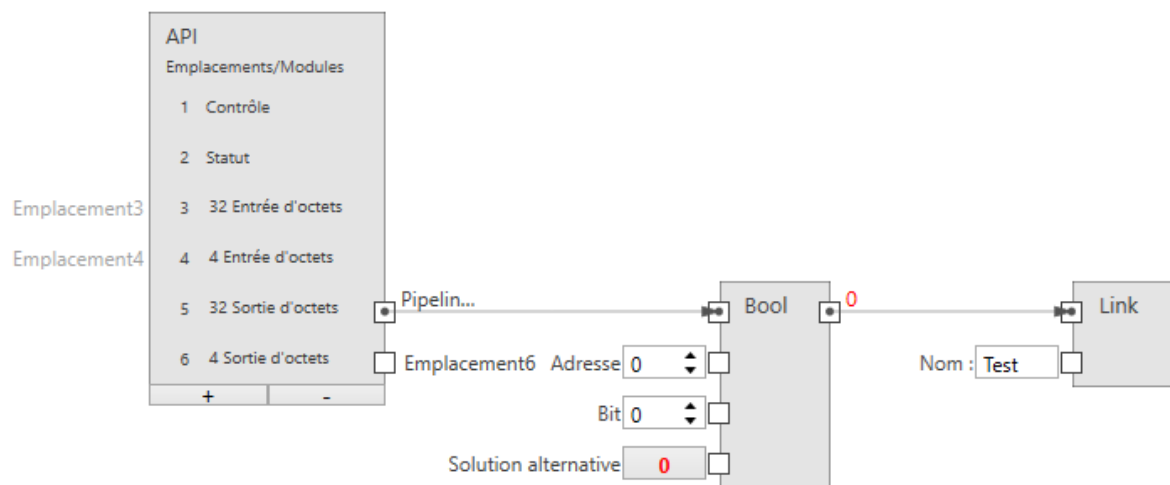 API
Emplacements/Modules
1 Contrôle
2 Statut
Emplacement3 3 32 Entrée d'octets
Emplacement4 4 4 Entrée d'octets
5 32 Sortie d'octets Pipelin... Bool 0 Link
6 4 Sortie d'octets Emplacement6 Adresse 0 Nom : Test
+ -
Bit 0
Solution alternative 0